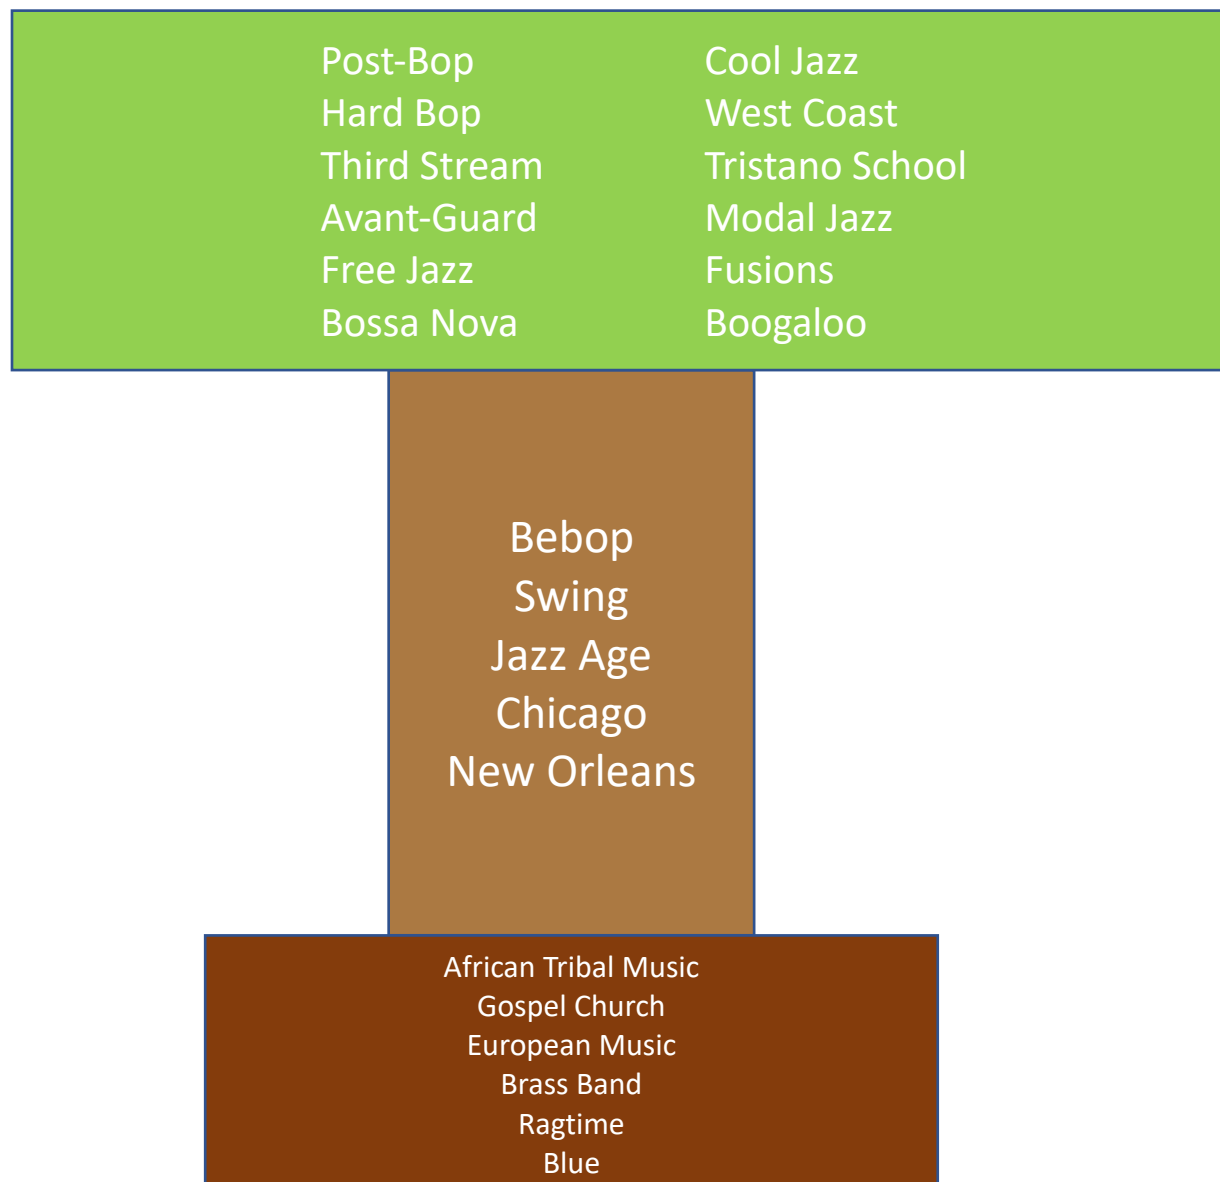 Post-Bop
Hard Bop
Third Stream
Avant-Guard
Free Jazz
Bossa Nova
Cool Jazz
West Coast
Tristano School
Modal Jazz
Fusions
Boogaloo
Bebop
Swing
Jazz Age
Chicago
New Orleans
African Tribal Music
Gospel Church
European Music
Brass Band
Ragtime
Blue